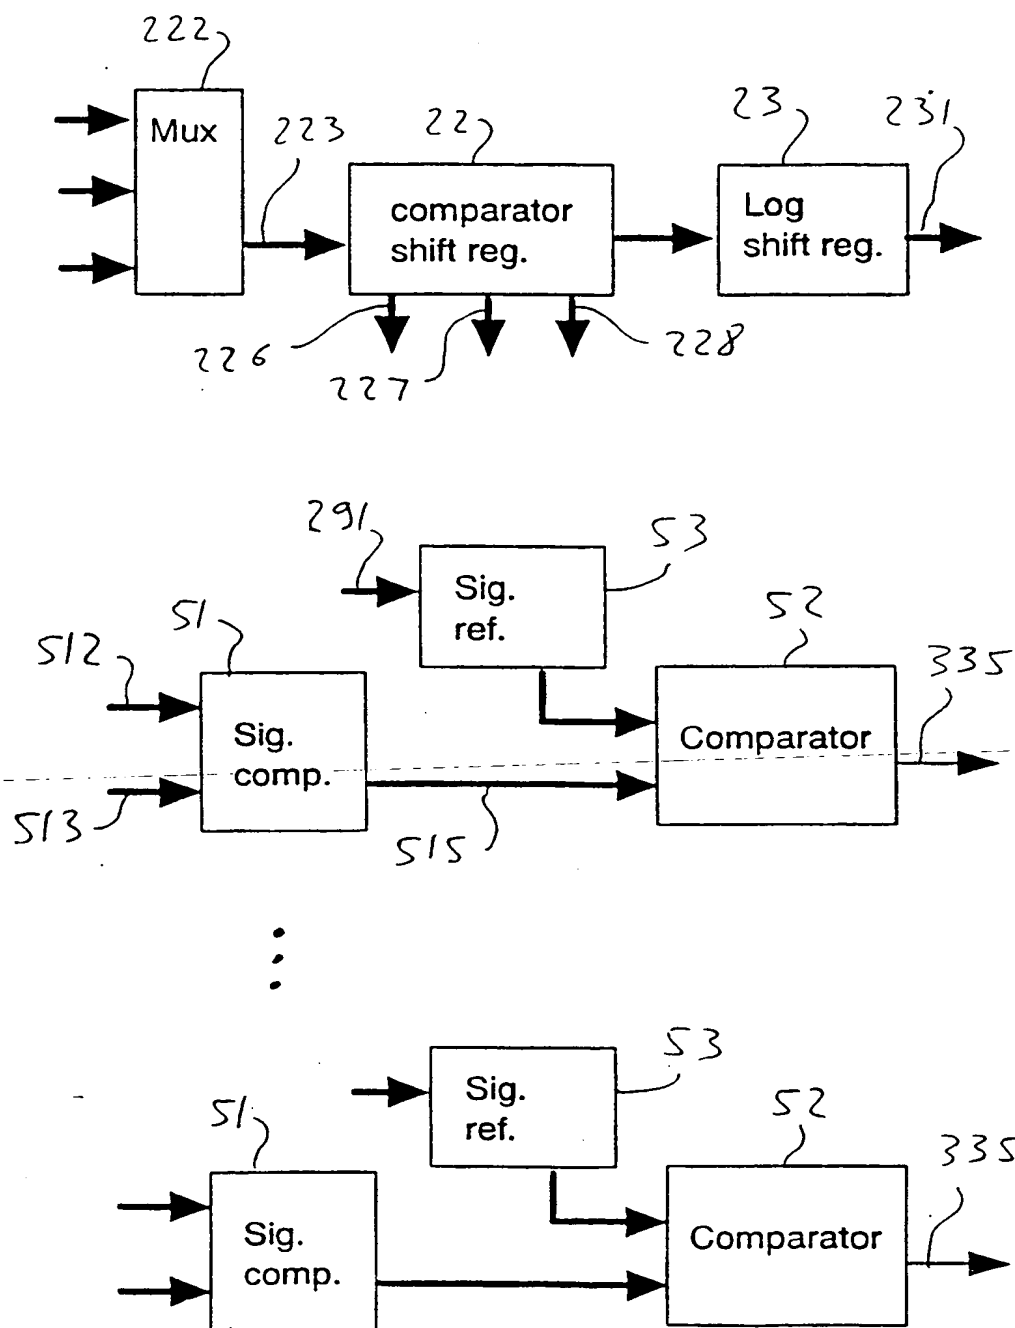 222
Mux
223
22
comparator
shift reg.
23
Log
shift reg.
231
226
227
228
291
Sig.
ref.
53
51
512
513
Sig.
comp.
515
52
Comparator
335
53
Sig.
ref.
51
Sig.
comp.
52
Comparator
335